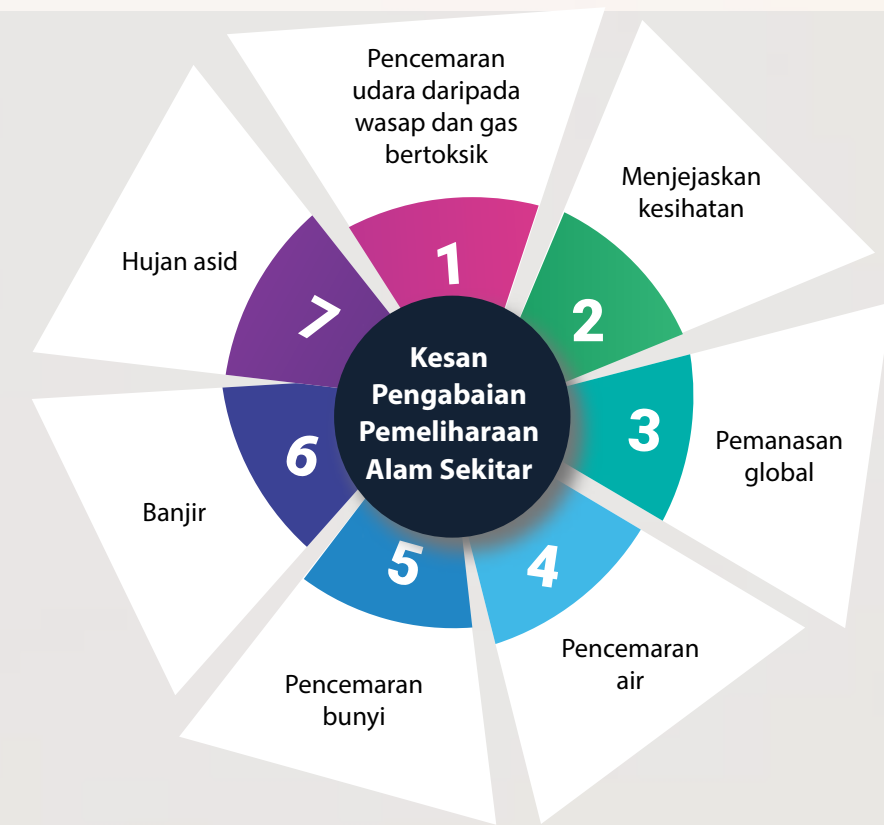 Kesan
Pengabaian
Pemeliharaan
Alam Sekitar
1
Pencemaran
udara daripada
wasap dan gas
bertoksik
2
Menjejaskan
kesihatan
3
Pemanasan
global
4
Pencemaran
air
5
Pencemaran
bunyi
6
Banjir
7
Hujan asid